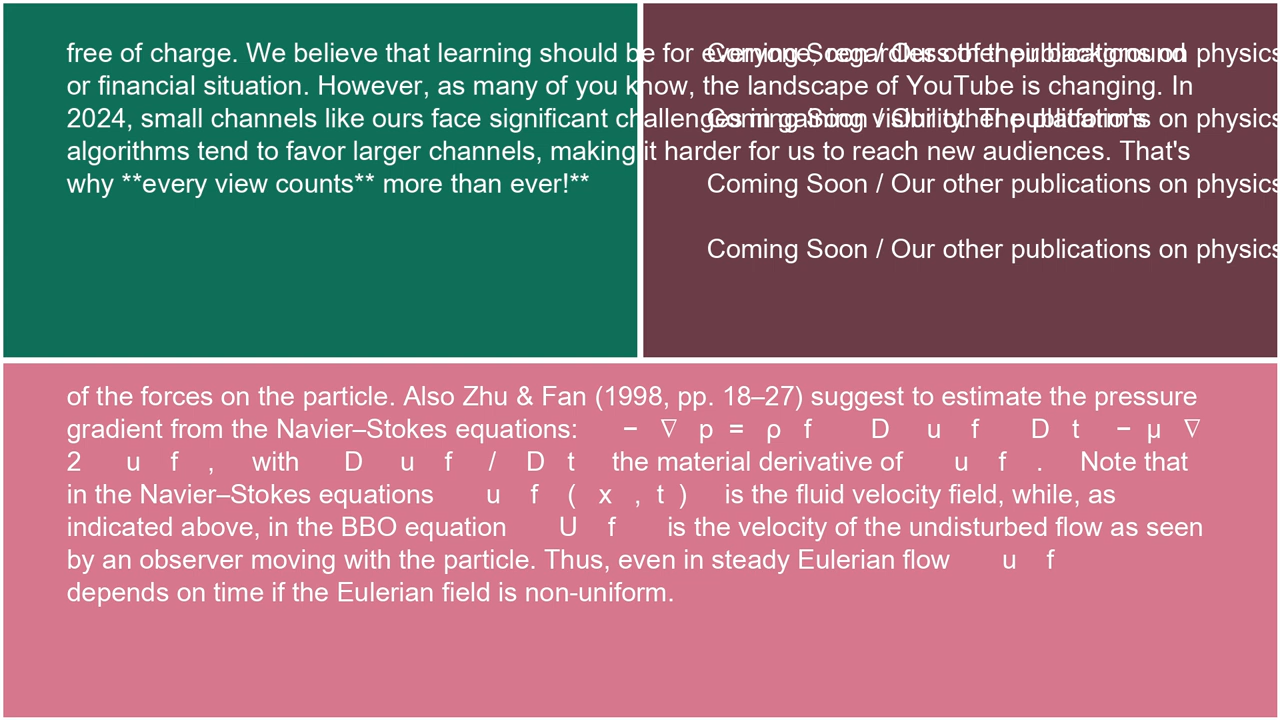 free of charge. We believe that learning should be for everyone, regardless of their background
or financial situation. However, as many of you know, the landscape of YouTube is changing. In
2024, small channels like ours face significant challenges in gaining visibility. The platform's
algorithms tend to favor larger channels, making it harder for us to reach new audiences. That's
why **every view counts** more than ever!**
Coming Soon / Our other publications on physics
Coming Soon / Our other publications on physics
Coming Soon / Our other publications on physics
Coming Soon / Our other publications on physics
of the forces on the particle. Also Zhu & Fan (1998, pp. 18–27) suggest to estimate the pressure
gradient from the Navier–Stokes equations: − ∇ p = ρ f D u f D t − μ ∇
2 u f , with D u f / D t the material derivative of u f . Note that
in the Navier–Stokes equations u f ( x , t ) is the fluid velocity field, while, as
indicated above, in the BBO equation U f is the velocity of the undisturbed flow as seen
by an observer moving with the particle. Thus, even in steady Eulerian flow u f
depends on time if the Eulerian field is non-uniform.